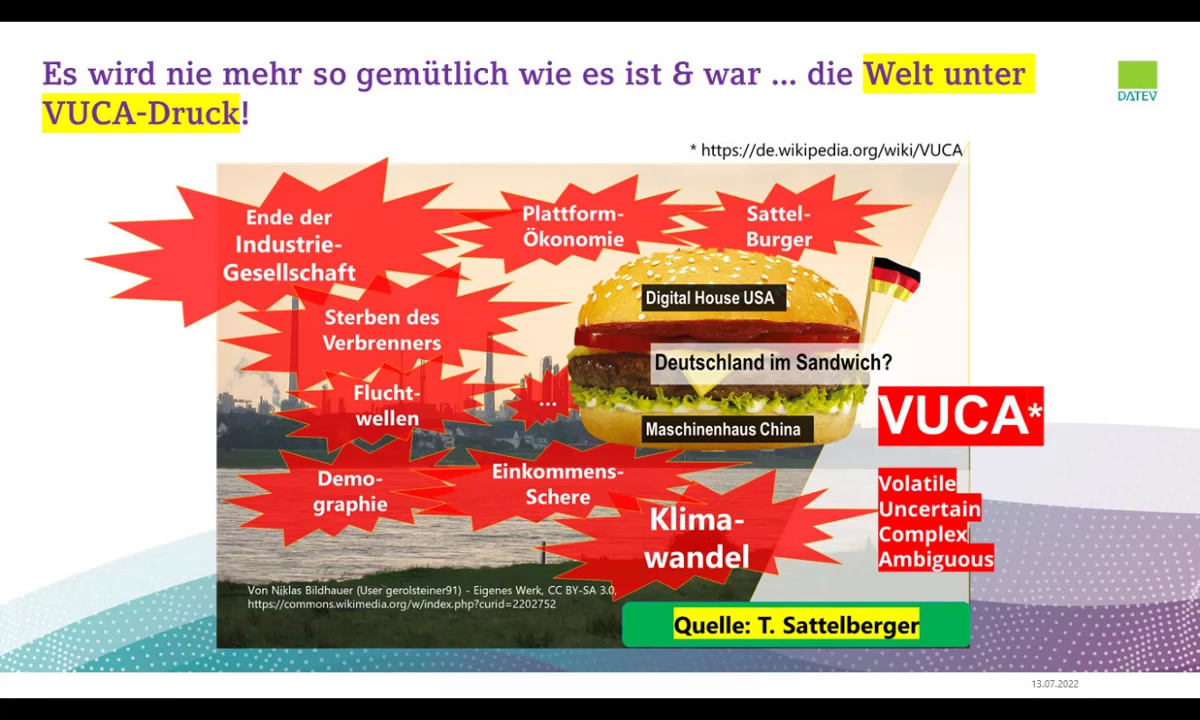 Es wird nie mehr so gemütlich wie es ist & war ... die Welt unter
VUCA-Druck!
DATEV
* https://de.wikipedia.org/wiki/VUCA
Ende der
Industrie-
Gesellschaft
Plattform-
Ökonomie
Sattel-
Burger
Digital House USA
Sterben des
Verbrenners
Deutschland im Sandwich?
Flucht-
wellen
...
Maschinenhaus China
VUCA*
Demo-
graphie
Einkommens-
Schere
Klima-
wandel
Volatile
Uncertain
Complex
Ambiguous
Von Niklas Bildhauer (User gerolsteiner91) - Eigenes Werk, CC BY-SA 3.0,
https://commons.wikimedia.org/w/index.php?curid=2202752
Quelle: T. Sattelberger
13.07.2022